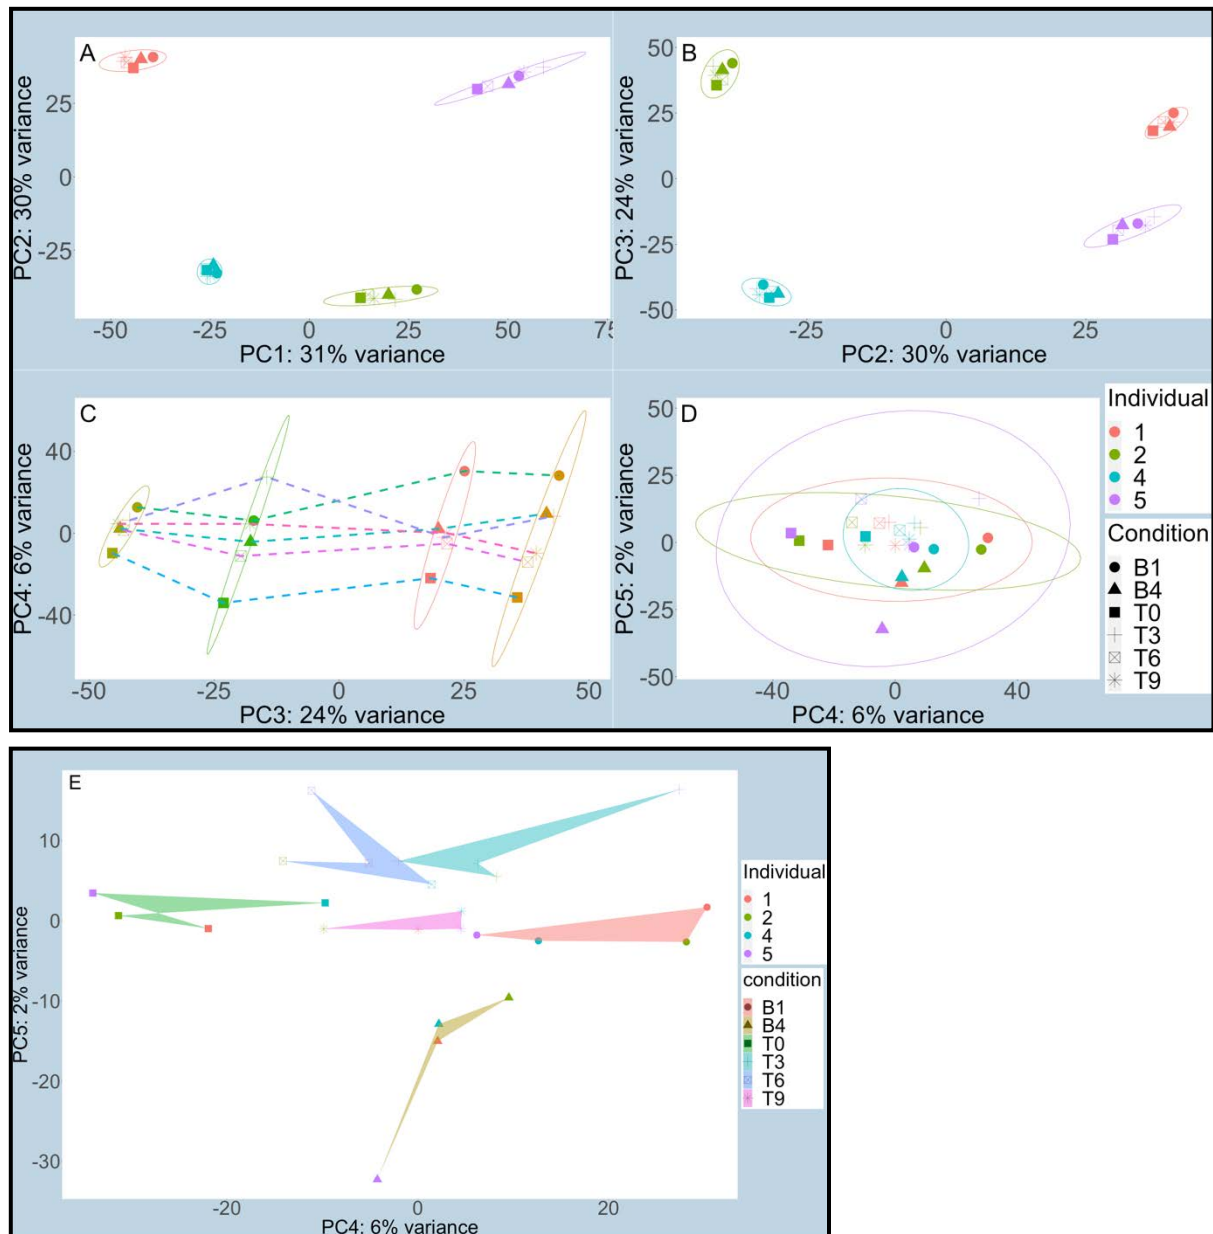 A
25
0
-25
PC2: 30% variance
-50
-25
0
25
50
75
PC1: 31% variance
B
50
25
0
-25
-50
PC3: 24% variance
-25
0
25
PC2: 30% variance
C
40
0
-40
PC4: 6% variance
-50
-25
0
25
50
PC3: 24% variance
D
50
25
0
-25
-50
PC5: 2% variance
-40
0
40
PC4: 6% variance
Individual
1
2
4
5
Condition
B1
B4
T0
T3
T6
T9
E
10
0
-10
-20
-30
PC5: 2% variance
-20
0
20
PC4: 6% variance
Individual
1
2
4
5
condition
B1
B4
T0
T3
T6
T9